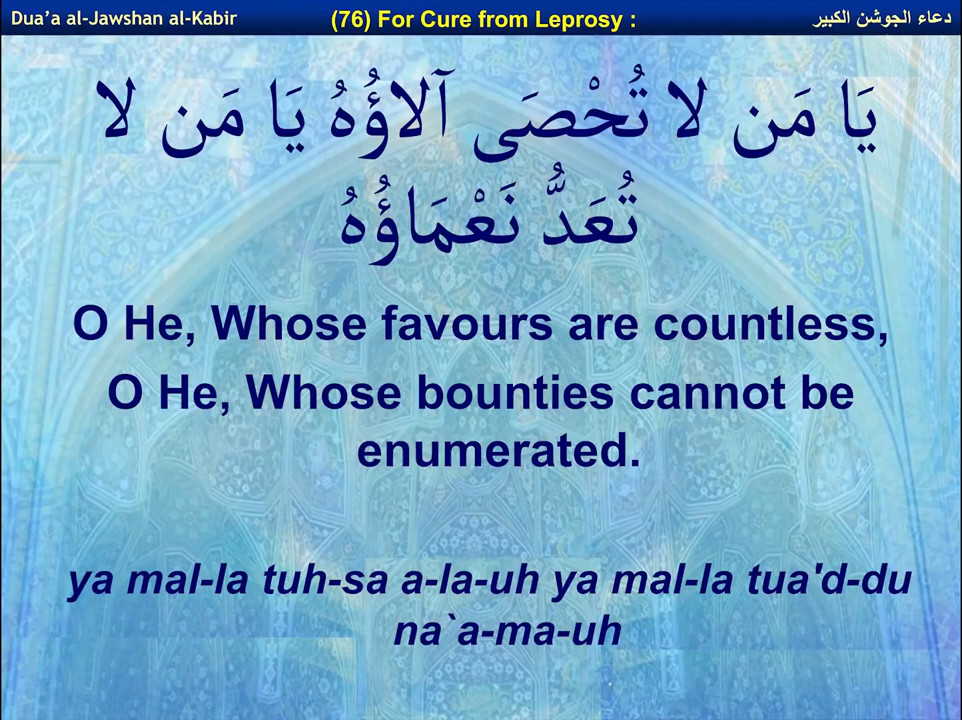 Dua'a al-Jawshan al-Kabir
(76) For Cure from Leprosy :
دعاء الجوشن الكبير
يَا مَن لا تُحْصَى آلاؤُهُ يَا مَن لا
تُعَدُّ نَعْمَاؤُهُ
O He, Whose favours are countless,
O He, Whose bounties cannot be
enumerated.
ya mal-la tuh-sa a-la-uh ya mal-la tua'd-du
na`a-ma-uh